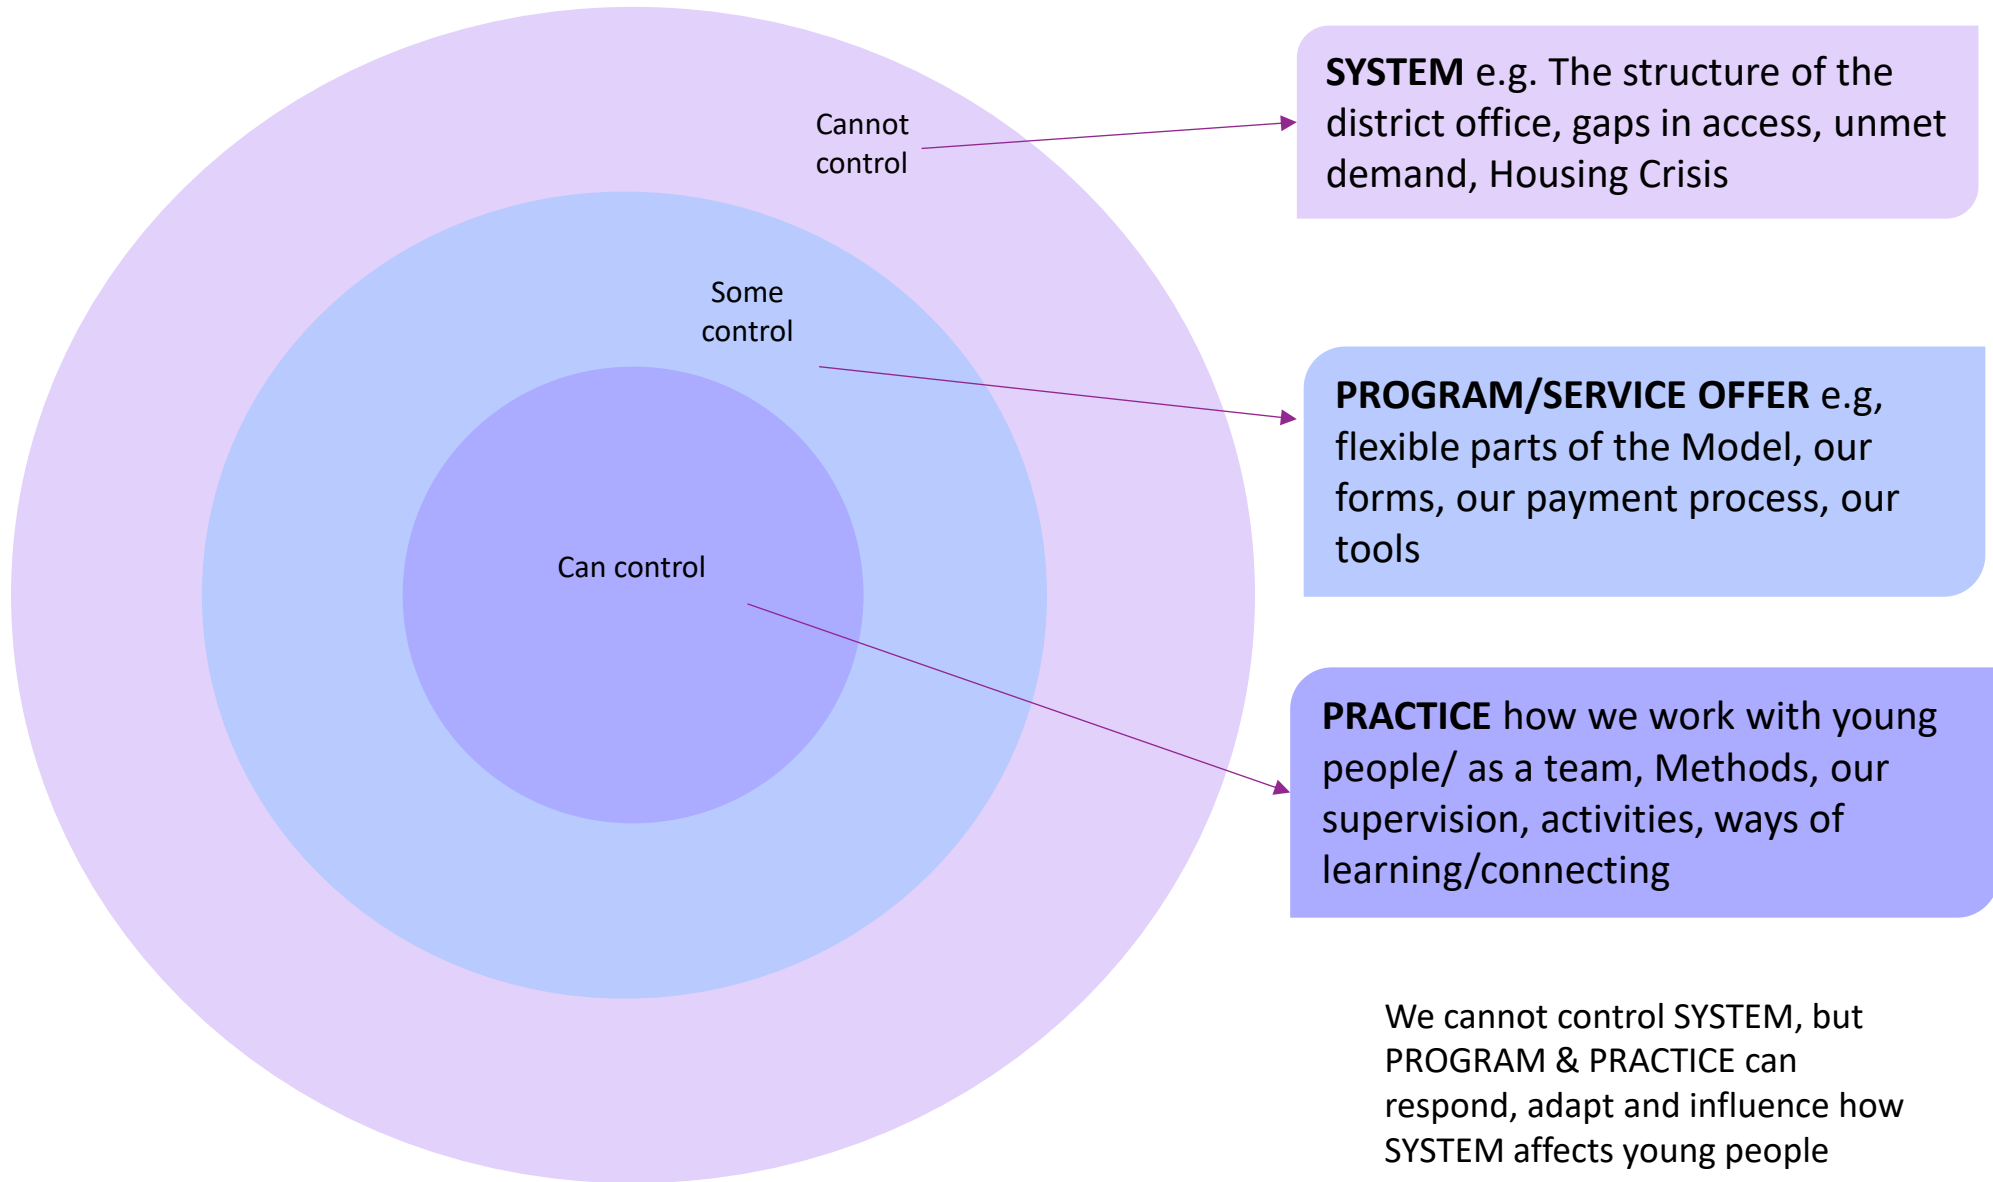 Cannot
control
SYSTEM e.g. The structure of the
district office, gaps in access, unmet
demand, Housing Crisis
Some
control
PROGRAM/SERVICE OFFER e.g,
flexible parts of the Model, our
forms, our payment process, our
tools
Can control
PRACTICE how we work with young
people/ as a team, Methods, our
supervision, activities, ways of
learning/connecting
We cannot control SYSTEM, but
PROGRAM & PRACTICE can
respond, adapt and influence how
SYSTEM affects young people